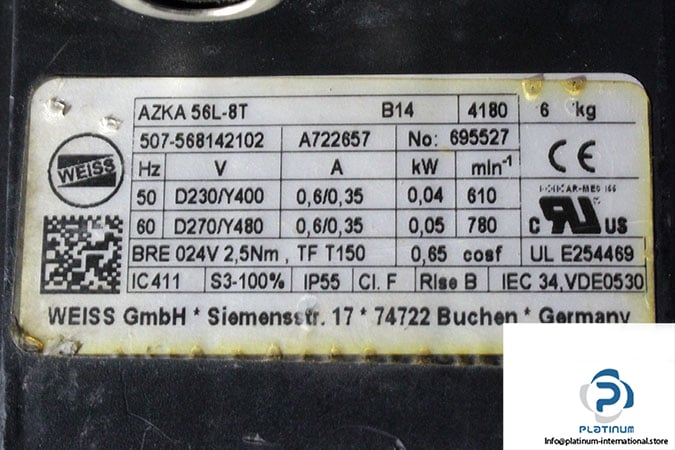 AZKA 56L-8T B14 4180 6 kg
507-568142102 A722657 No: 695527
WEISS
Hz V A kW min⁻¹
50 D230/Y400 0,6/0,35 0,04 610
60 D270/Y480 0,6/0,35 0,05 780
C US
BRE 024V 2,5Nm , TF T150 0,65 cosf UL E254469
IC411 S3-100% IP55 Cl. F Rise B IEC 34,VDE0530
WEISS GmbH * Siemensstr. 17 * 74722 Buchen * Germany
PLATINUM
info@platinum-international.store